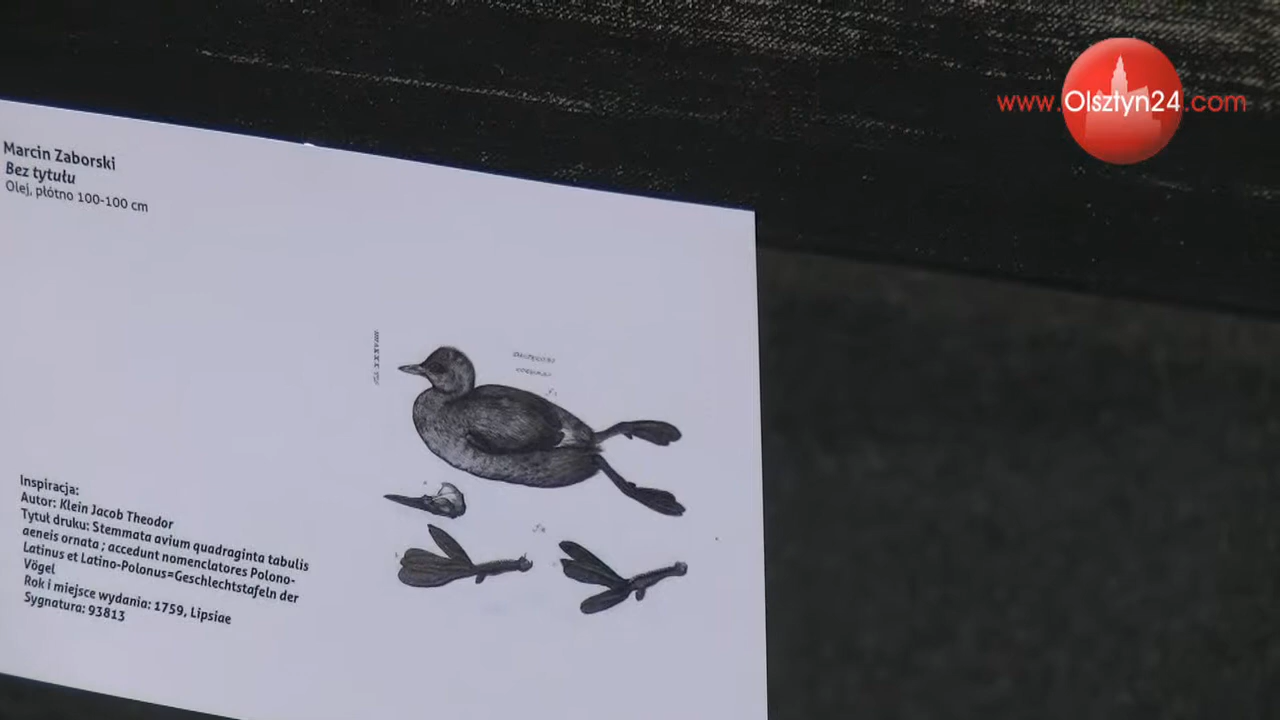 www.Olsztyn24.com
Marcin Zaborski
Bez tytułu
Olej, płótno 100-100 cm
Inspiracja:
Autor: Klein Jacob Theodor
Tytuł druku: Stemmata avium quadraginta tabulis
aeneis ornata ; accedunt nomenclatores Polono-
Latinus et Latino-Polonus=Geschlechtstafeln der
Vögel
Rok i miejsce wydania: 1759, Lipsiae
Sygnatura: 93813